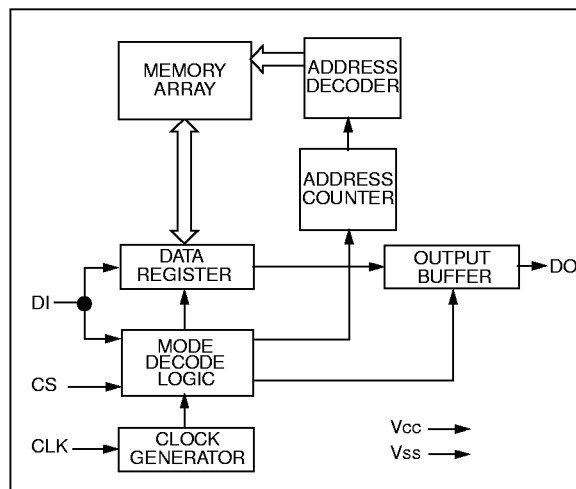 MEMORY
ARRAY
ADDRESS
DECODER
ADDRESS
COUNTER
DATA
REGISTER
OUTPUT
BUFFER
DO
DI
MODE
DECODE
LOGIC
CS
CLK
CLOCK
GENERATOR
Vcc
Vss